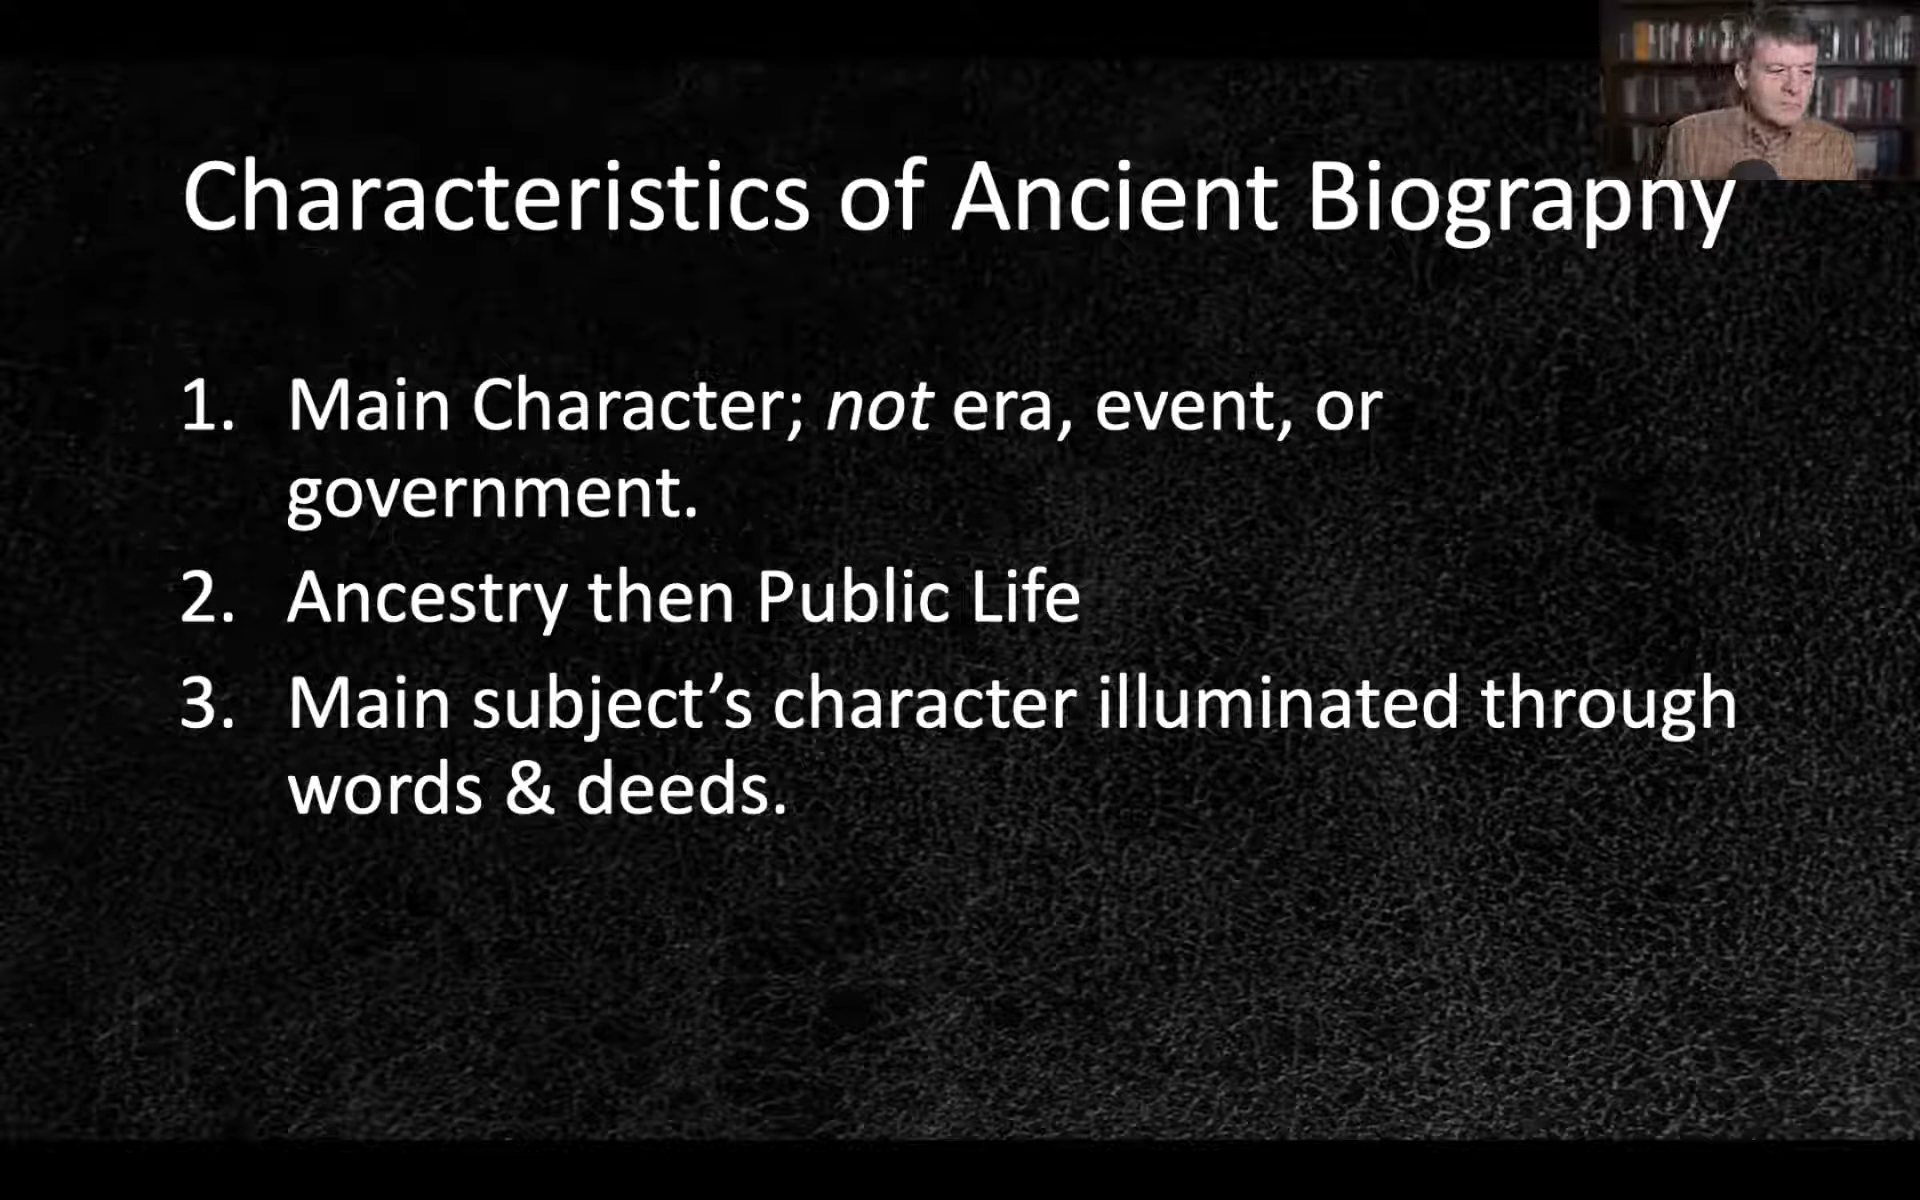 Characteristics of Ancient Biography
1. Main Character; not era, event, or
government.
2. Ancestry then Public Life
3. Main subject’s character illuminated through
words & deeds.